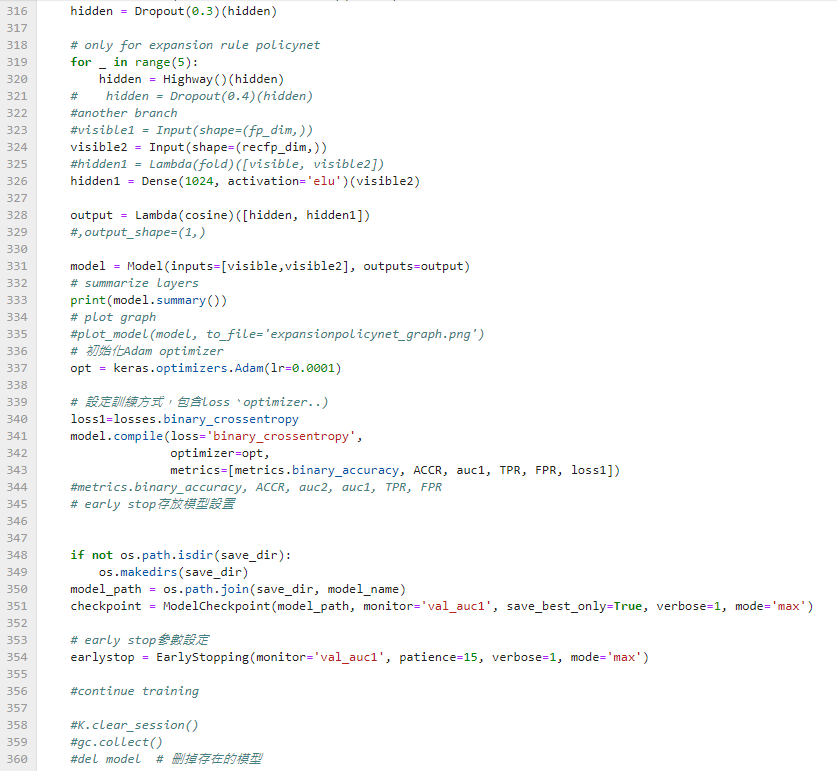 316 hidden = Dropout(0.3)(hidden)
317
318 # only for expansion rule policynet
319 for _ in range(5):
320 hidden = Highway()(hidden)
321 #    hidden = Dropout(0.4)(hidden)
322 #another branch
323 #visible1 = Input(shape=(fp_dim,))
324 visible2 = Input(shape=(recfp_dim,))
325 #hidden1 = Lambda(fold)([visible, visible2])
326 hidden1 = Dense(1024, activation='elu')(visible2)
327
328 output = Lambda(cosine)([hidden, hidden1])
329 #,output_shape=(1,)
330
331 model = Model(inputs=[visible,visible2], outputs=output)
332 # summarize layers
333 print(model.summary())
334 # plot graph
335 #plot_model(model, to_file='expansionpolicynet_graph.png')
336 # 初始化Adam optimizer
337 opt = keras.optimizers.Adam(lr=0.0001)
338
339 # 設定訓練方式，包含loss、optimizer..)
340 loss1=losses.binary_crossentropy
341 model.compile(loss='binary_crossentropy',
342 optimizer=opt,
343 metrics=[metrics.binary_accuracy, ACCR, auc1, TPR, FPR, loss1])
344 #metrics.binary_accuracy, ACCR, auc2, auc1, TPR, FPR
345 # early stop存放模型設置
346
347
348 if not os.path.isdir(save_dir):
349 os.makedirs(save_dir)
350 model_path = os.path.join(save_dir, model_name)
351 checkpoint = ModelCheckpoint(model_path, monitor='val_auc1', save_best_only=True, verbose=1, mode='max')
352
353 # early stop參數設定
354 earlystop = EarlyStopping(monitor='val_auc1', patience=15, verbose=1, mode='max')
355
356 #continue training
357
358 #K.clear_session()
359 #gc.collect()
360 #del model  # 删掉存在的模型